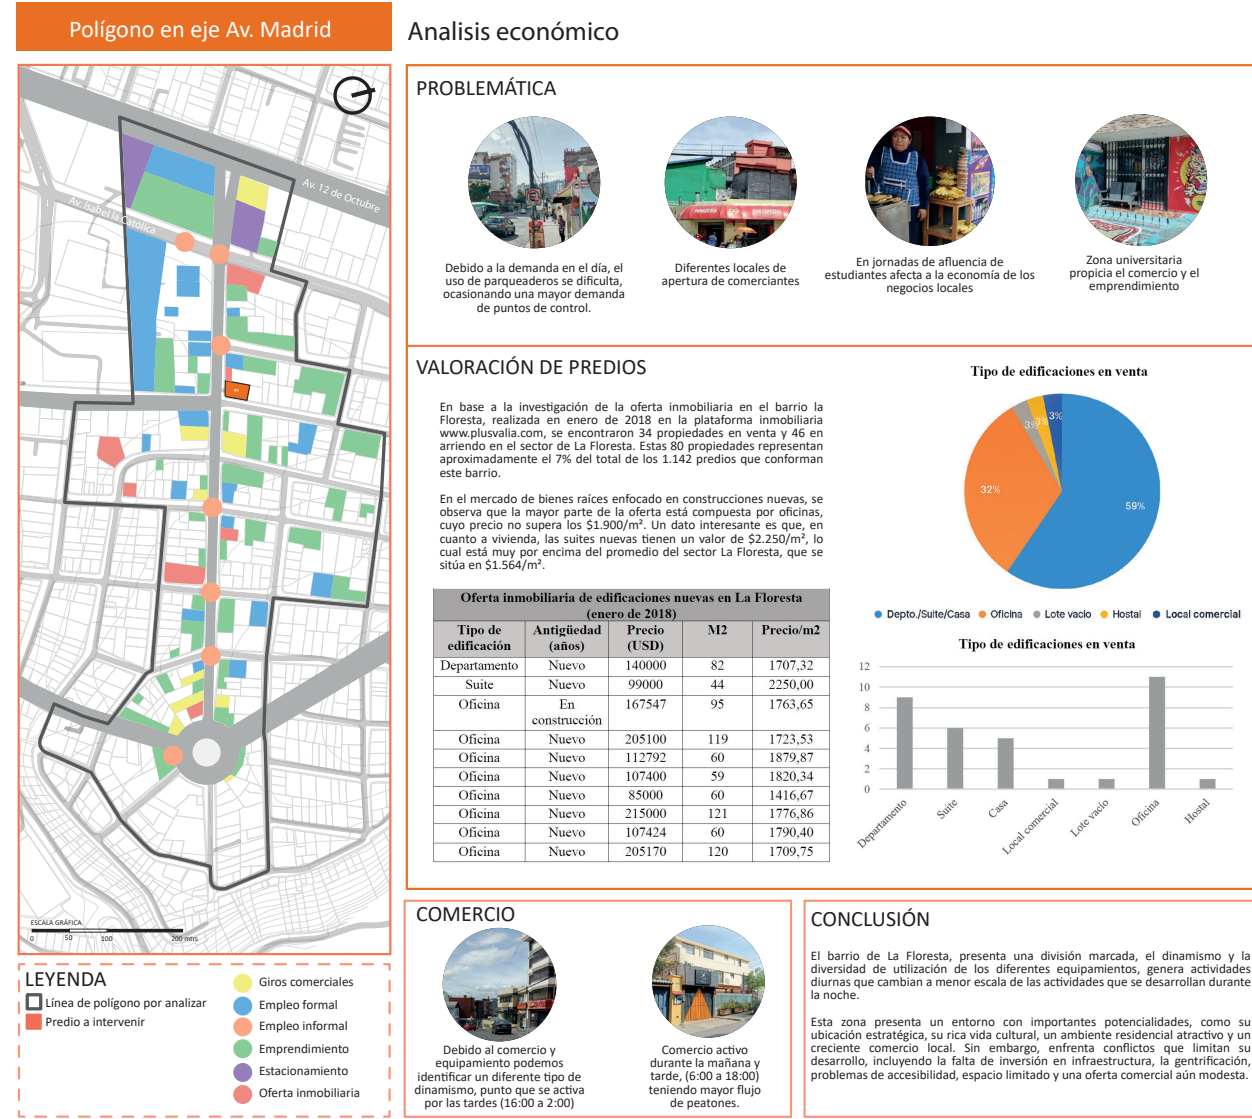 Polígono en eje Av. Madrid
Analisis económico
Av. 12 de Octubre
Av. Isabel la Católica
ESCALA GRÁFICA
0 50 100 200 mtrs
LEYENDA
Línea de polígono por analizar
Predio a intervenir
Giros comerciales
Empleo formal
Empleo informal
Emprendimiento
Estacionamiento
Oferta inmobiliaria
PROBLEMÁTICA
Debido a la demanda en el día, el
uso de parqueaderos se dificulta,
ocasionando una mayor demanda
de puntos de control.
Diferentes locales de
apertura de comerciantes
En jornadas de afluencia de
estudiantes afecta a la economía de los
negocios locales
Zona universitaria
propicia el comercio y el
emprendimiento
VALORACIÓN DE PREDIOS
En base a la investigación de la oferta inmobiliaria en el barrio la
Floresta, realizada en enero de 2018 en la plataforma inmobiliaria
www.plusvalia.com, se encontraron 34 propiedades en venta y 46 en
arriendo en el sector de La Floresta. Estas 80 propiedades representan
aproximadamente el 7% del total de los 1.142 predios que conforman
este barrio.
En el mercado de bienes raíces enfocado en construcciones nuevas, se
observa que la mayor parte de la oferta está compuesta por oficinas,
cuyo precio no supera los $1.900/m². Un dato interesante es que, en
cuanto a vivienda, las suites nuevas tienen un valor de $2.250/m², lo
cual está muy por encima del promedio del sector La Floresta, que se
sitúa en $1.564/m².
Oferta inmobiliaria de edificaciones nuevas en La Floresta
(enero de 2018)
Tipo de edificación Antigüedad (años) Precio (USD) M2 Precio/m2
Departamento Nuevo 140000 82 1707,32
Suite Nuevo 99000 44 2250,00
Oficina En construcción 167547 95 1763,65
Oficina Nuevo 205100 119 1723,53
Oficina Nuevo 112792 60 1879,87
Oficina Nuevo 107400 59 1820,34
Oficina Nuevo 85000 60 1416,67
Oficina Nuevo 215000 121 1776,86
Oficina Nuevo 107424 60 1790,40
Oficina Nuevo 205170 120 1709,75
Tipo de edificaciones en venta
3% 3% 3%
32%
59%
Depto./Suite/Casa Oficina Lote vacio Hostal Local comercial
Tipo de edificaciones en venta
12
10
8
6
4
2
0
Departamento Suite Casa Local comercial Lote vacio Oficina Hostal
COMERCIO
Debido al comercio y
equipamiento podemos
identificar un diferente tipo de
dinamismo, punto que se activa
por las tardes (16:00 a 2:00)
Comercio activo
durante la mañana y
tarde, (6:00 a 18:00)
teniendo mayor flujo
de peatones.
CONCLUSIÓN
El barrio de La Floresta, presenta una división marcada, el dinamismo y la
diversidad de utilización de los diferentes equipamientos, genera actividades
diurnas que cambian a menor escala de las actividades que se desarrollan durante
la noche.
Esta zona presenta un entorno con importantes potencialidades, como su
ubicación estratégica, su rica vida cultural, un ambiente residencial atractivo y un
creciente comercio local. Sin embargo, enfrenta conflictos que limitan su
desarrollo, incluyendo la falta de inversión en infraestructura, la gentrificación,
problemas de accesibilidad, espacio limitado y una oferta comercial aún modesta.